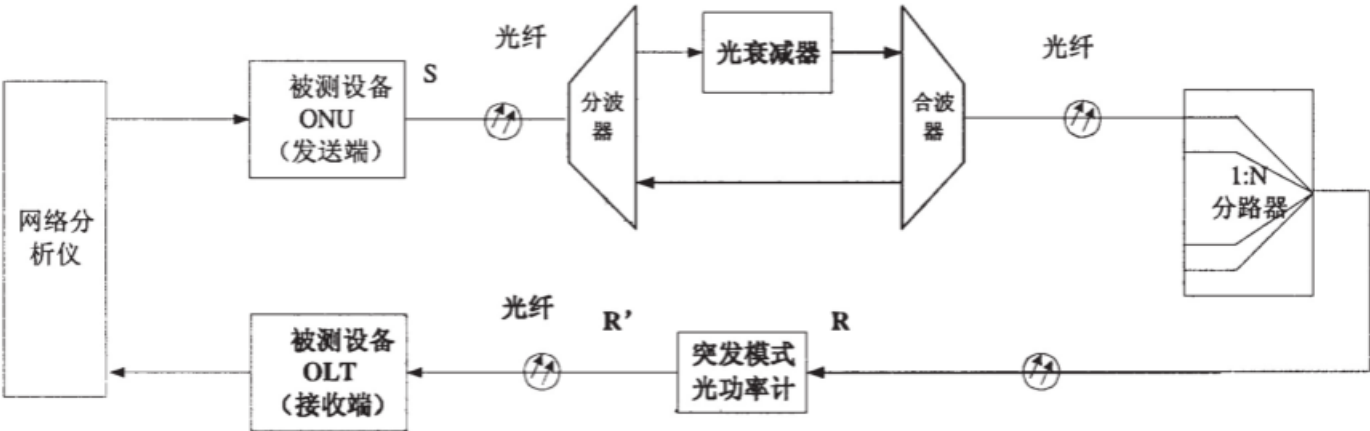 光纤
光衰减器
光纤
被测设备
ONU
（发送端）
S
分波
器
合波
器
1:N
分路器
网络分
析仪
光纤
R’
R
被测设备
OLT
（接收端）
突发模式
光功率计